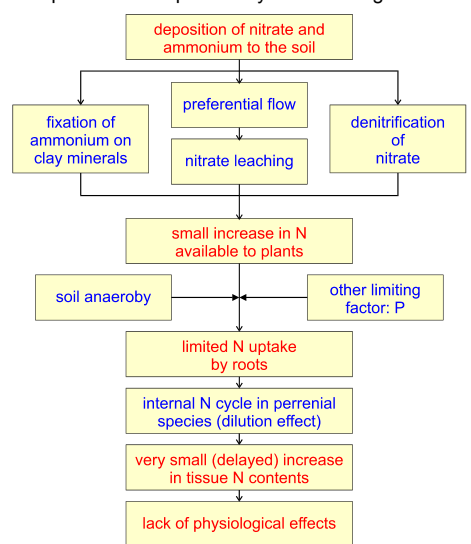 deposition of nitrate and
ammonium to the soil
fixation of
ammonium on
clay minerals
preferential flow
nitrate leaching
denitrification
of
nitrate
small increase in N
available to plants
soil anaeroby
other limiting
factor: P
limited N uptake
by roots
internal N cycle in perrenial
species (dilution effect)
very small (delayed) increase
in tissue N contents
lack of physiological effects